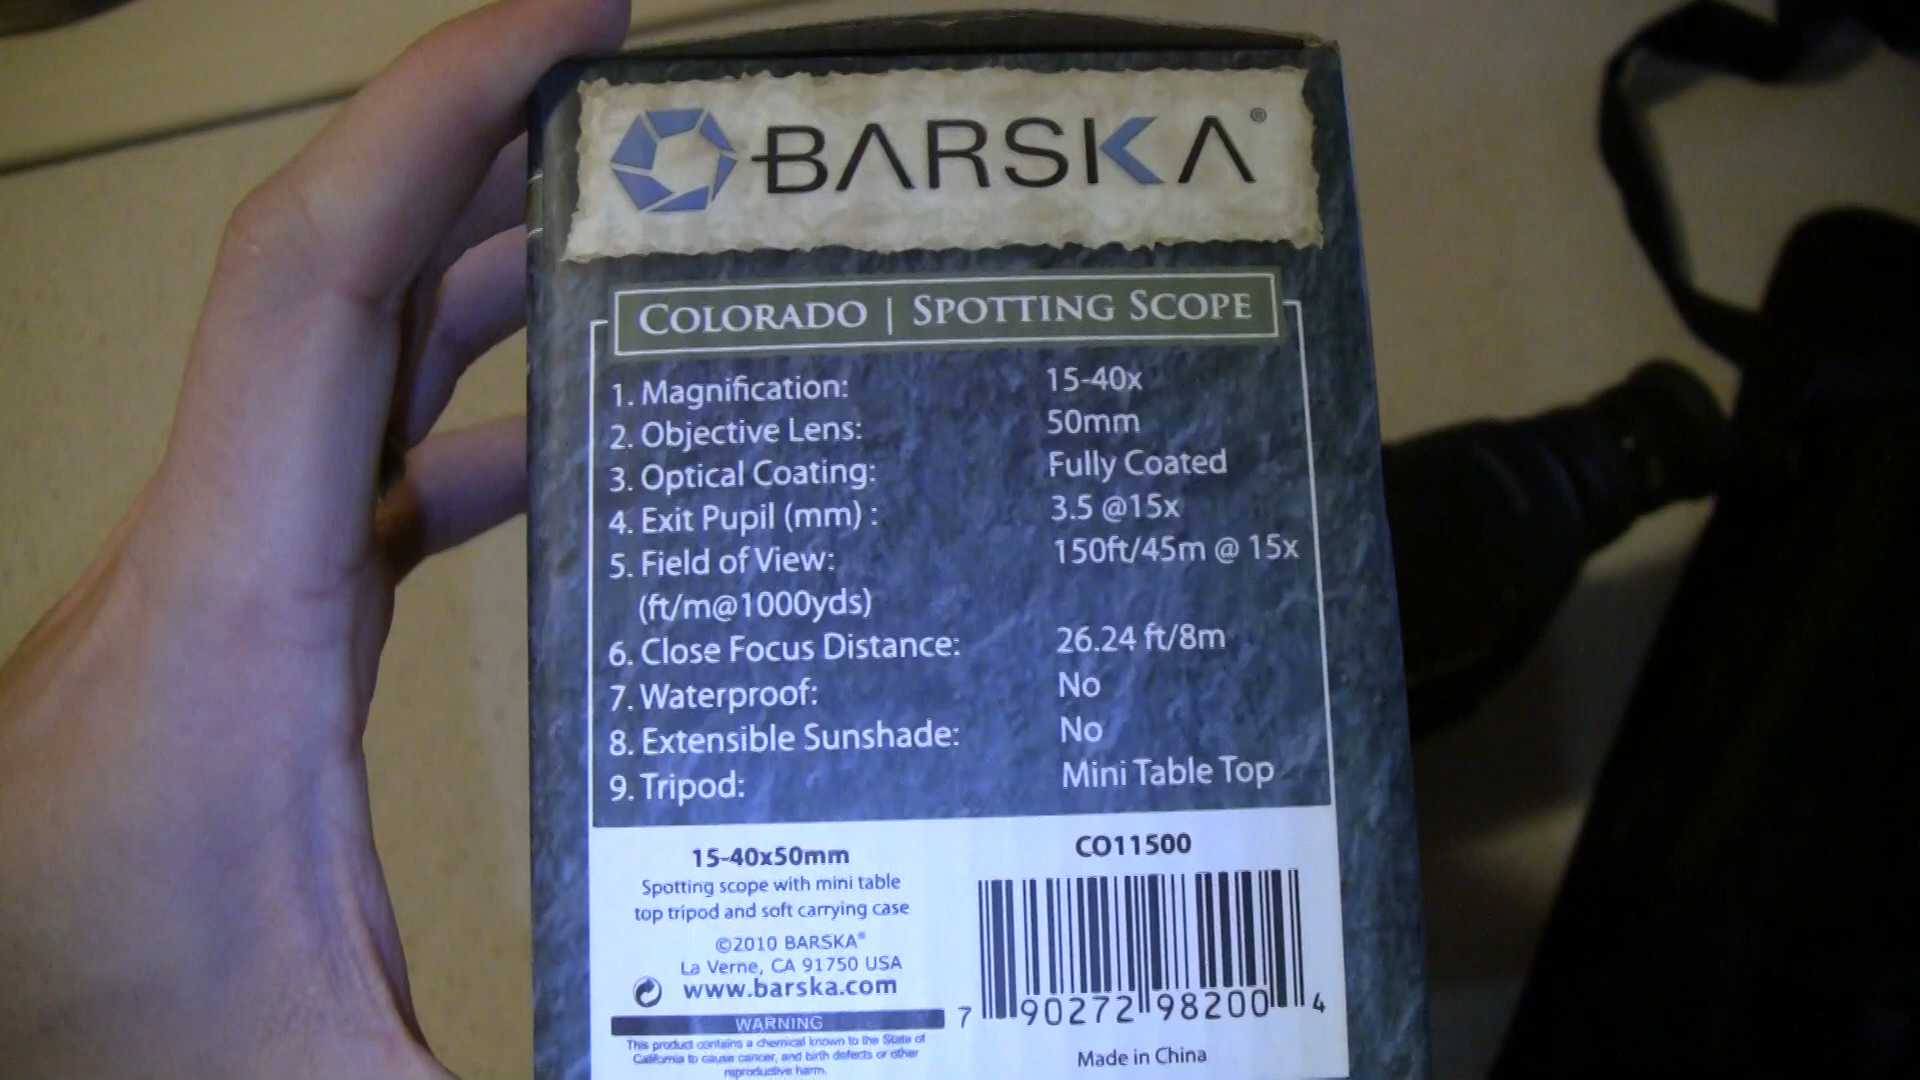 BARSKA®
COLORADO | SPOTTING SCOPE
1. Magnification: 15-40x
2. Objective Lens: 50mm
3. Optical Coating: Fully Coated
4. Exit Pupil (mm) : 3.5 @15x
5. Field of View: 150ft/45m @ 15x
(ft/m@1000yds)
6. Close Focus Distance: 26.24 ft/8m
7. Waterproof: No
8. Extensible Sunshade: No
9. Tripod: Mini Table Top
15-40x50mm
Spotting scope with mini table
top tripod and soft carrying case
©2010 BARSKA®
La Verne, CA 91750 USA
www.barska.com
WARNING
This product contains a chemical known to the State of
California to cause cancer, and birth defects or other
reproductive harm.
CO11500
7 90272 98200 4
Made in China